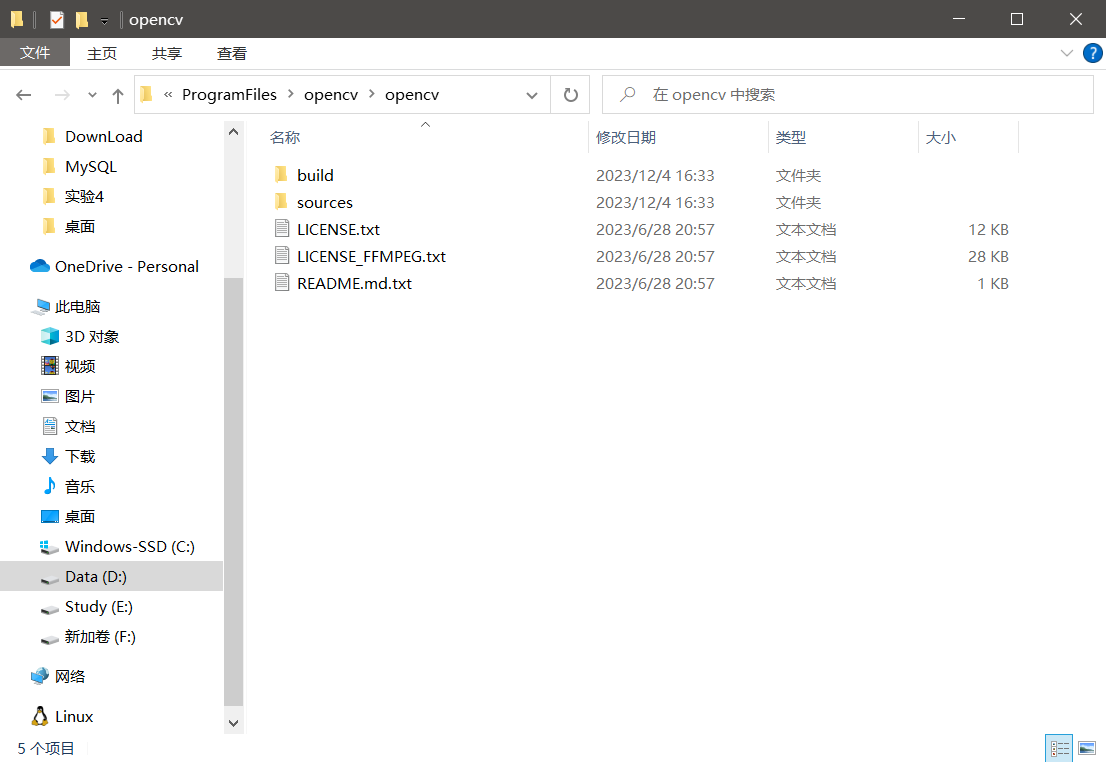 opencv
文件 主页 共享 查看
« ProgramFiles > opencv > opencv 在 opencv 中搜索
DownLoad
MySQL
实验4
桌面
OneDrive - Personal
此电脑
3D 对象
视频
图片
文档
下载
音乐
桌面
Windows-SSD (C:)
Data (D:)
Study (E:)
新加卷 (F:)
网络
Linux
名称 修改日期 类型 大小
build 2023/12/4 16:33 文件夹
sources 2023/12/4 16:33 文件夹
LICENSE.txt 2023/6/28 20:57 文本文档 12 KB
LICENSE_FFMPEG.txt 2023/6/28 20:57 文本文档 28 KB
README.md.txt 2023/6/28 20:57 文本文档 1 KB
5 个项目